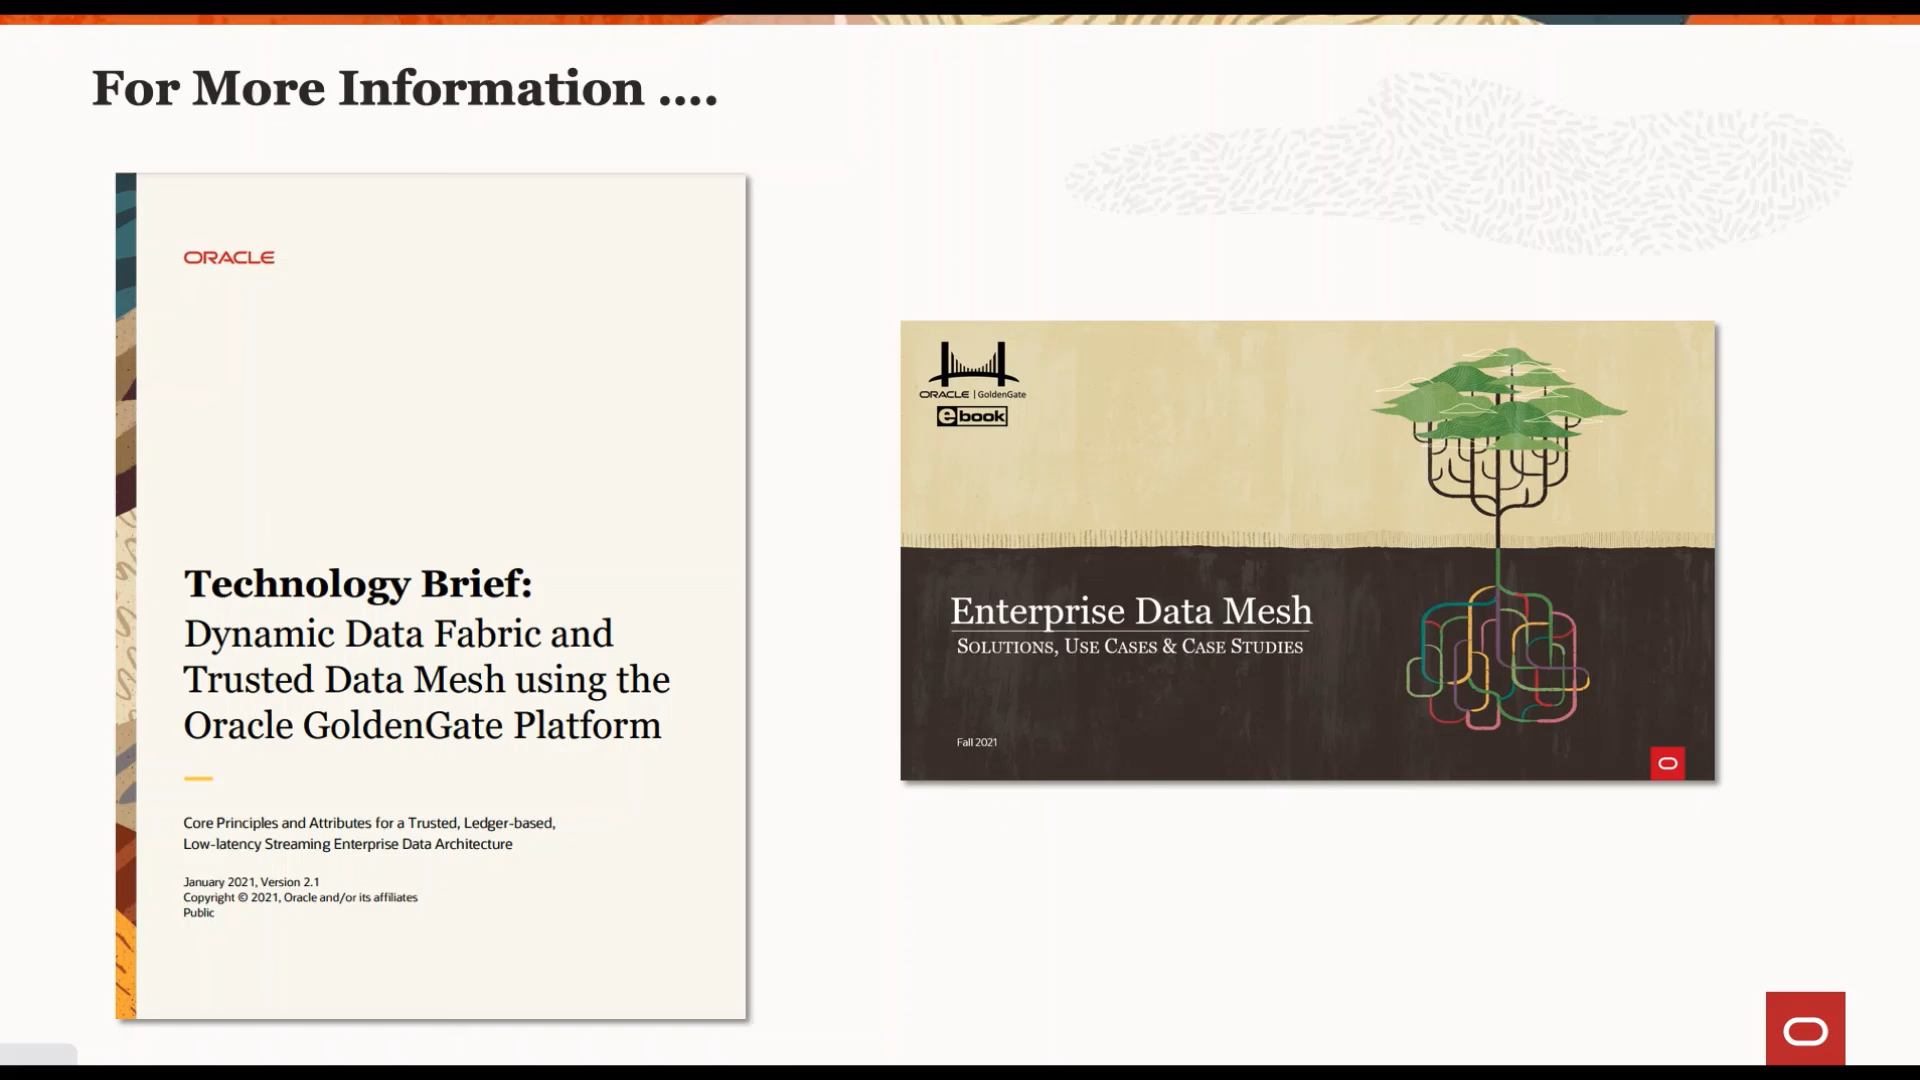 For More Information ....
ORACLE
Technology Brief:
Dynamic Data Fabric and
Trusted Data Mesh using the
Oracle GoldenGate Platform
Core Principles and Attributes for a Trusted, Ledger-based,
Low-latency Streaming Enterprise Data Architecture
January 2021, Version 2.1
Copyright © 2021, Oracle and/or its affiliates
Public
ORACLE | GoldenGate
ebook
Enterprise Data Mesh
SOLUTIONS, USE CASES & CASE STUDIES
Fall 2021